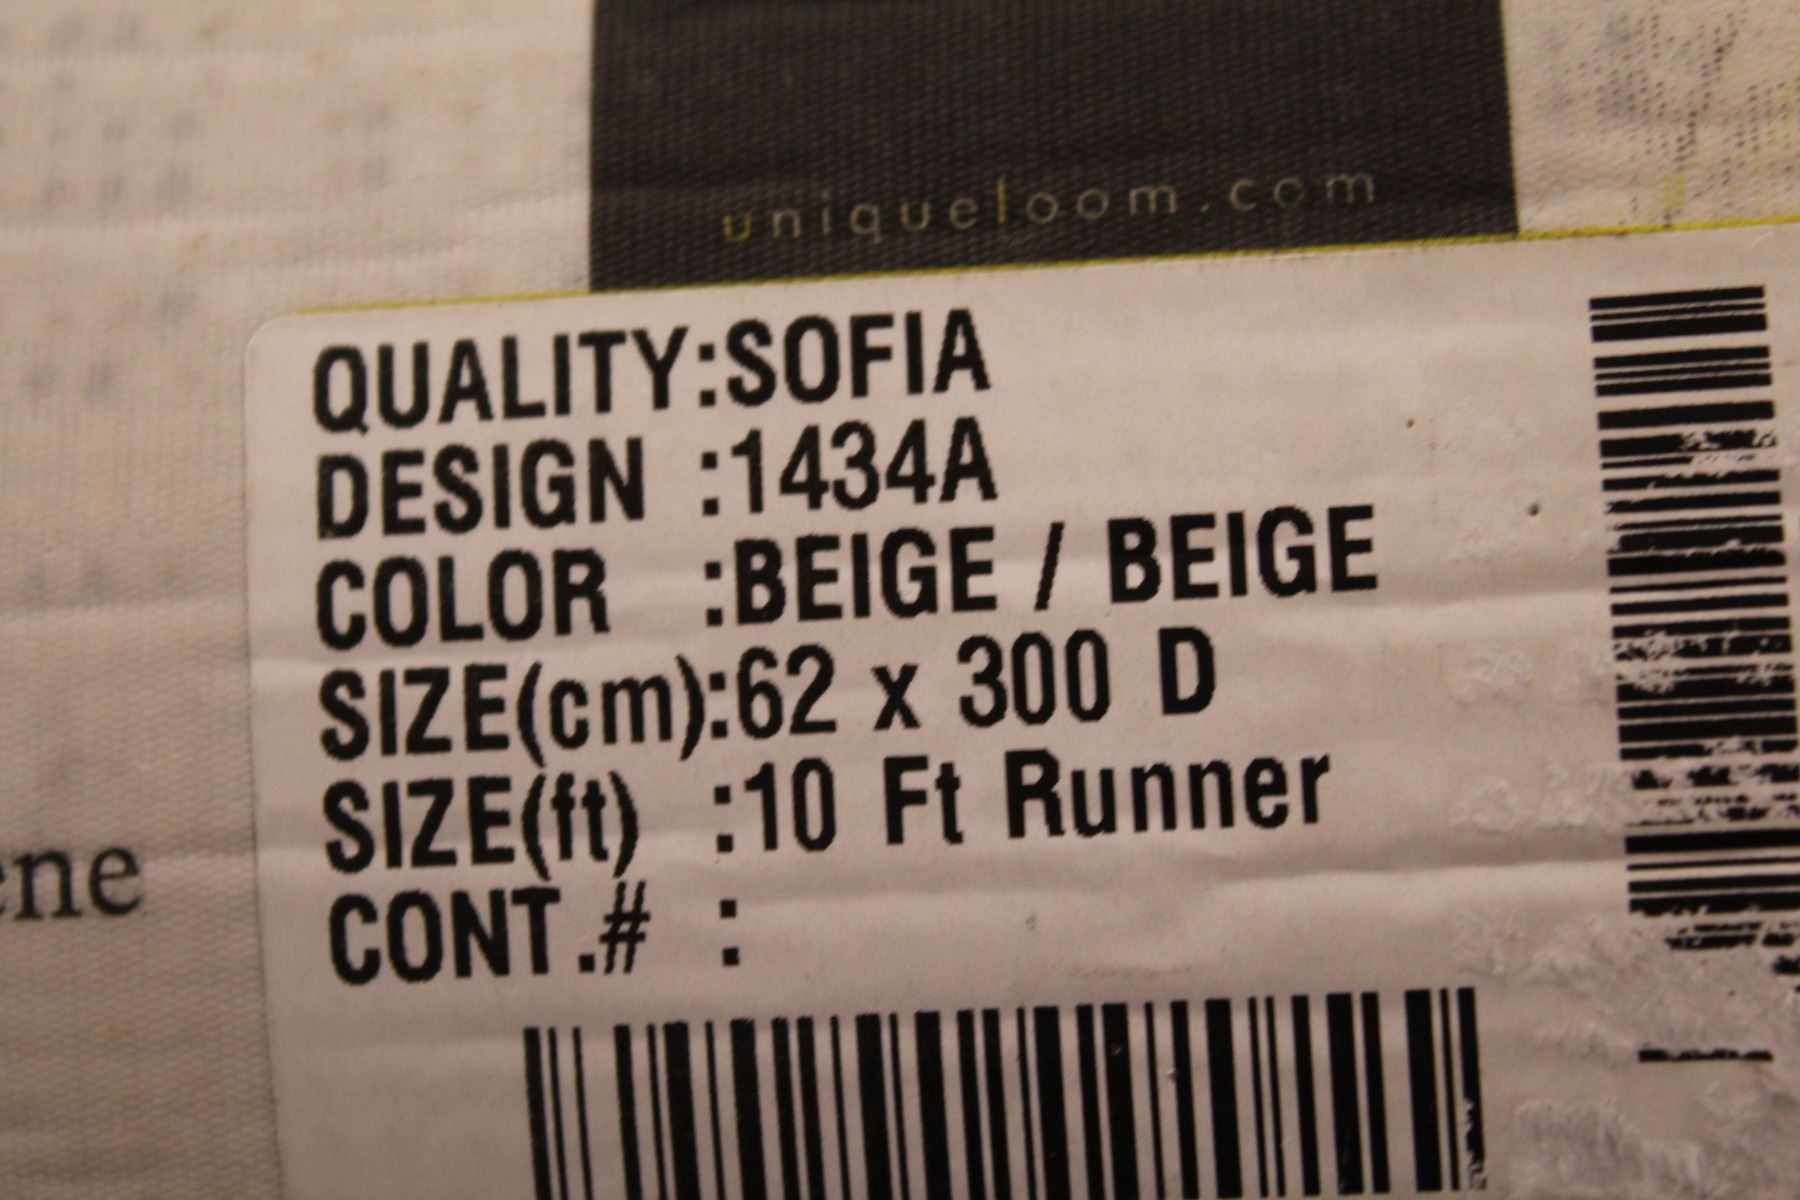 uniqueloom.com
QUALITY:SOFIA
DESIGN :1434A
COLOR :BEIGE / BEIGE
SIZE(cm):62 x 300 D
SIZE(ft) :10 Ft Runner
CONT.# :